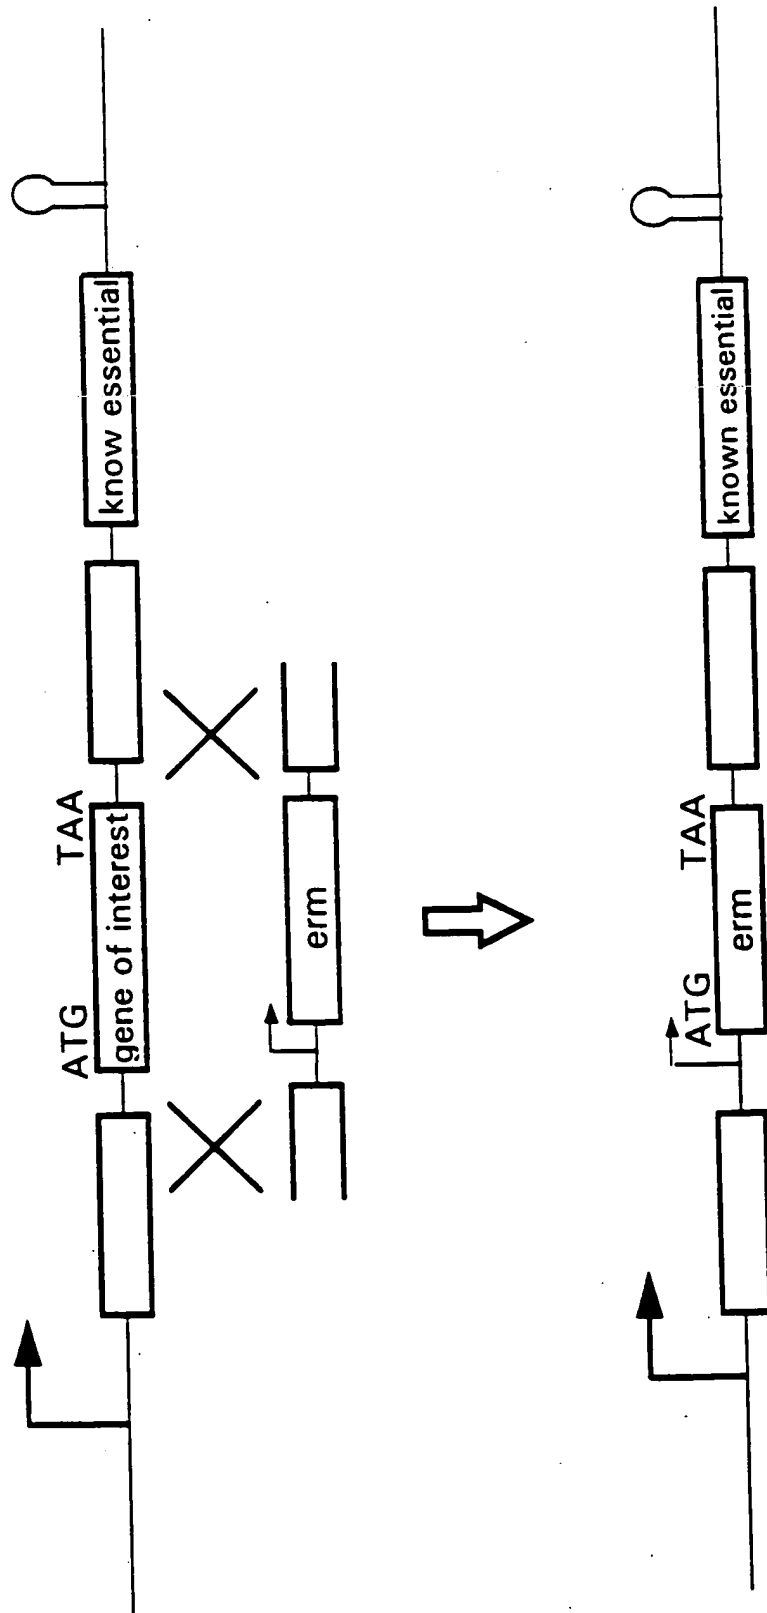 ATG TAA
gene of interest
know essential
erm
ATG TAA
erm
known essential